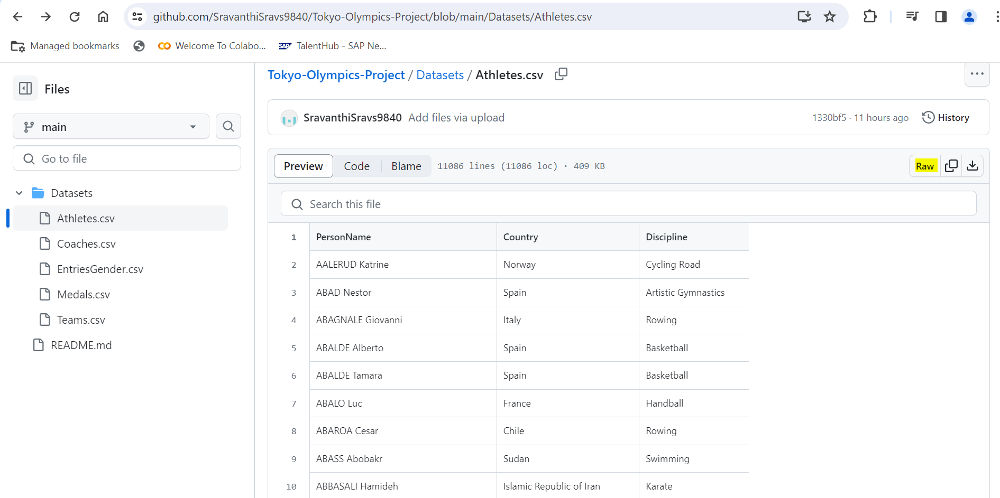 github.com/SravanthiSravs9840/Tokyo-Olympics-Project/blob/main/Datasets/Athletes.csv
Managed bookmarks
Welcome To Colabo...
SAP
TalentHub - SAP Ne...
Files
main
Go to file
Datasets
Athletes.csv
Coaches.csv
EntriesGender.csv
Medals.csv
Teams.csv
README.md
Tokyo-Olympics-Project / Datasets / Athletes.csv
SravanthiSravs9840 Add files via upload
1330bf5 · 11 hours ago
History
Preview Code Blame 11086 lines (11086 loc) · 409 KB
Raw
Search this file
1 PersonName Country Discipline
2 AALERUD Katrine Norway Cycling Road
3 ABAD Nestor Spain Artistic Gymnastics
4 ABAGNALE Giovanni Italy Rowing
5 ABALDE Alberto Spain Basketball
6 ABALDE Tamara Spain Basketball
7 ABALO Luc France Handball
8 ABAROA Cesar Chile Rowing
9 ABASS Abobakr Sudan Swimming
10 ABBASALI Hamideh Islamic Republic of Iran Karate